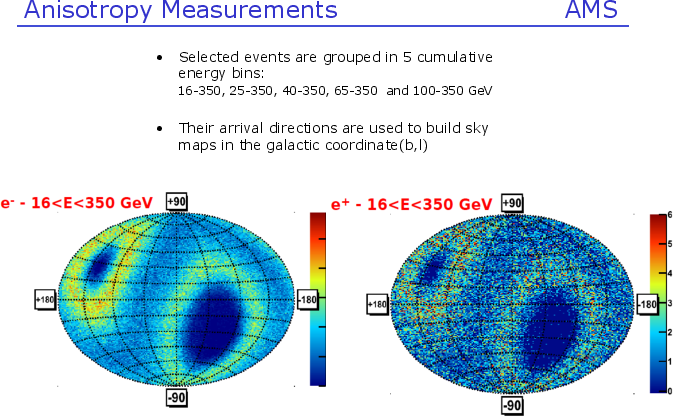 Anisotropy Measurements AMS
• Selected events are grouped in 5 cumulative
energy bins:
16-350, 25-350, 40-350, 65-350 and 100-350 GeV
• Their arrival directions are used to build sky
maps in the galactic coordinate(b,l)
e⁻ - 16<E<350 GeV
+90
+180
-180
-90
e⁺ - 16<E<350 GeV
+90
+180
-180
-90
6
5
4
3
2
1
0